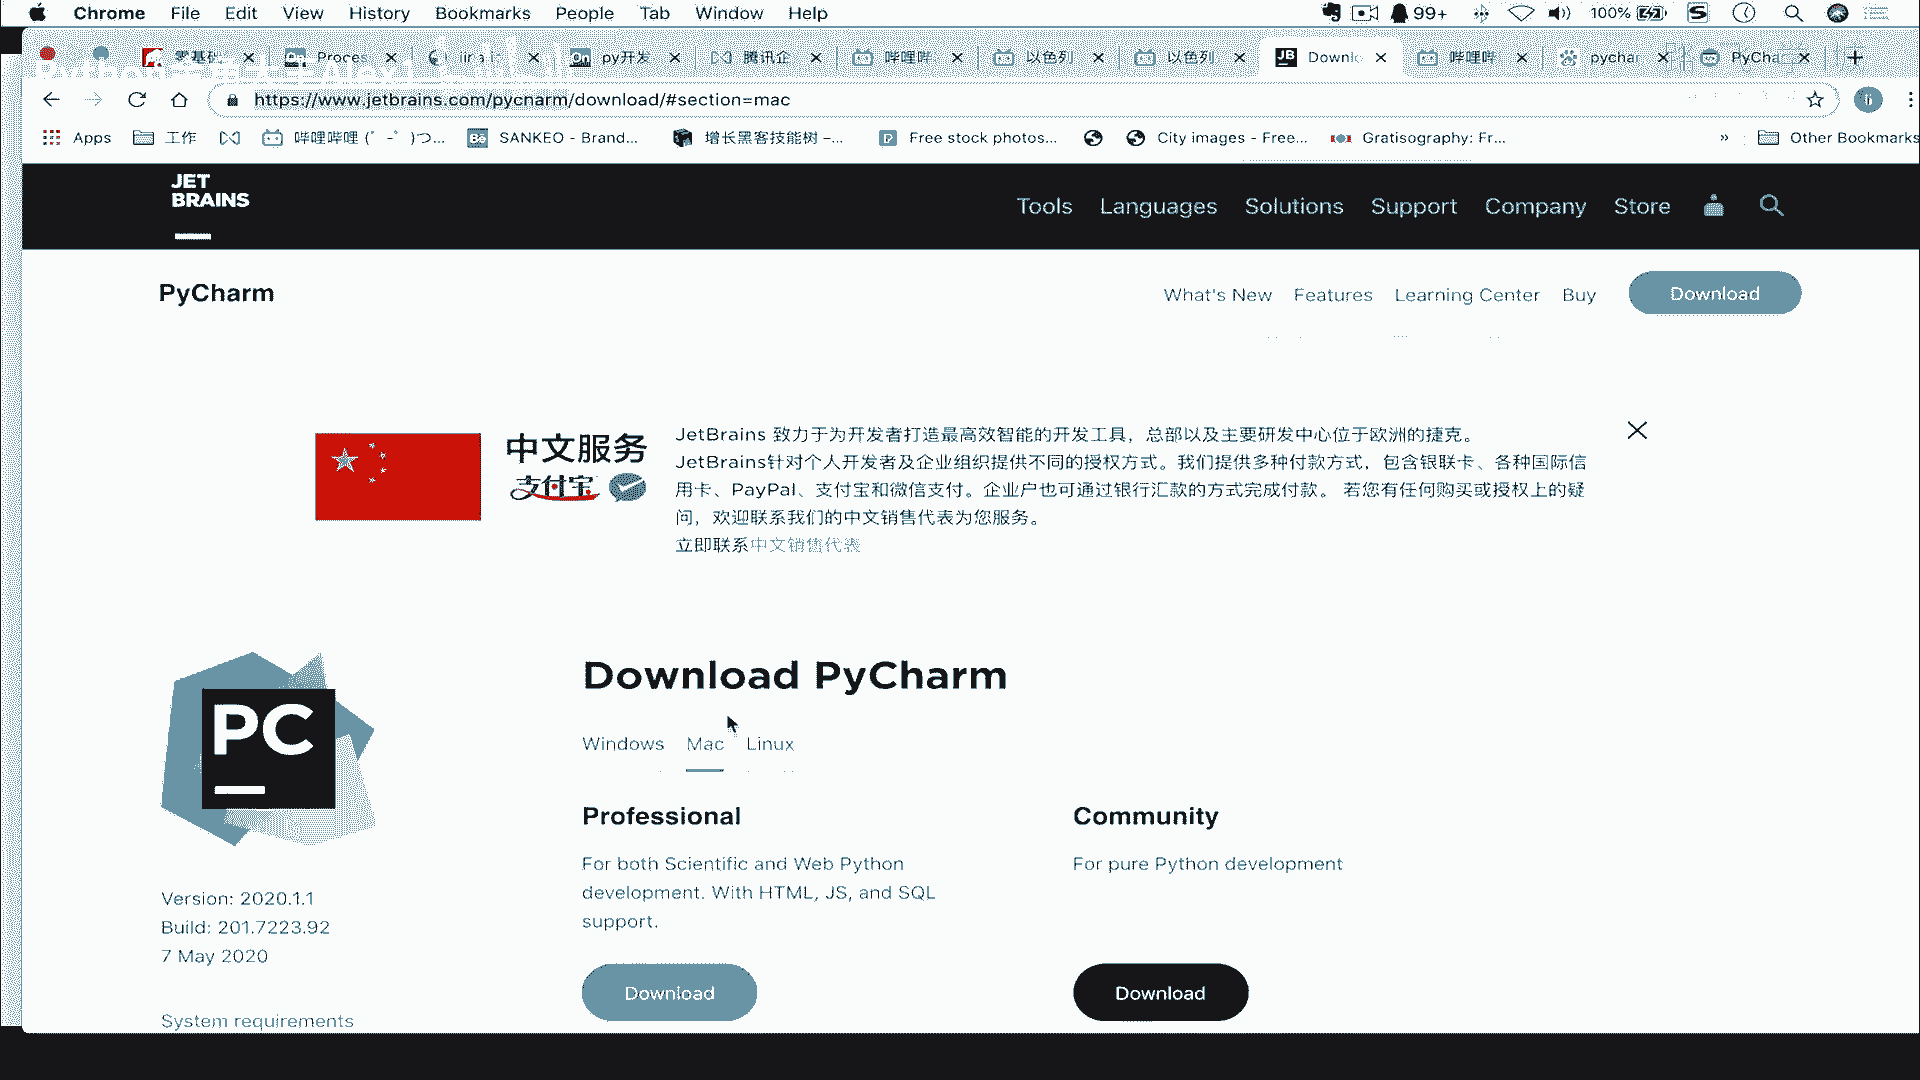 Chrome File Edit View History Bookmarks People Tab Window Help 99+ 100%
零基础 Proces py开发 腾讯企 哔哩哔 以色列 以色列 Downlo 哔哩哔 pychar PyCha
https://www.jetbrains.com/pycharm/download/#section=mac
Apps 工作 哔哩哔哩 (゜-゜)つ... SANKEO - Brand... 增长黑客技能树 –... Free stock photos... City images - Free... Gratisography: Fr... » Other Bookmarks
JET
BRAINS
Tools Languages Solutions Support Company Store
PyCharm
What's New Features Learning Center Buy Download
中文服务
支付宝
JetBrains 致力于为开发者打造最高效智能的开发工具，总部以及主要研发中心位于欧洲的捷克。
JetBrains针对个人开发者及企业组织提供不同的授权方式。我们提供多种付款方式，包含银联卡、各种国际信
用卡、PayPal、支付宝和微信支付。企业户也可通过银行汇款的方式完成付款。 若您有任何购买或授权上的疑
问，欢迎联系我们的中文销售代表为您服务。
立即联系中文销售代表
PC
Download PyCharm
Windows Mac Linux
Professional
For both Scientific and Web Python
development. With HTML, JS, and SQL
support.
Download
Community
For pure Python development
Download
Version: 2020.1.1
Build: 201.7223.92
7 May 2020
System requirements